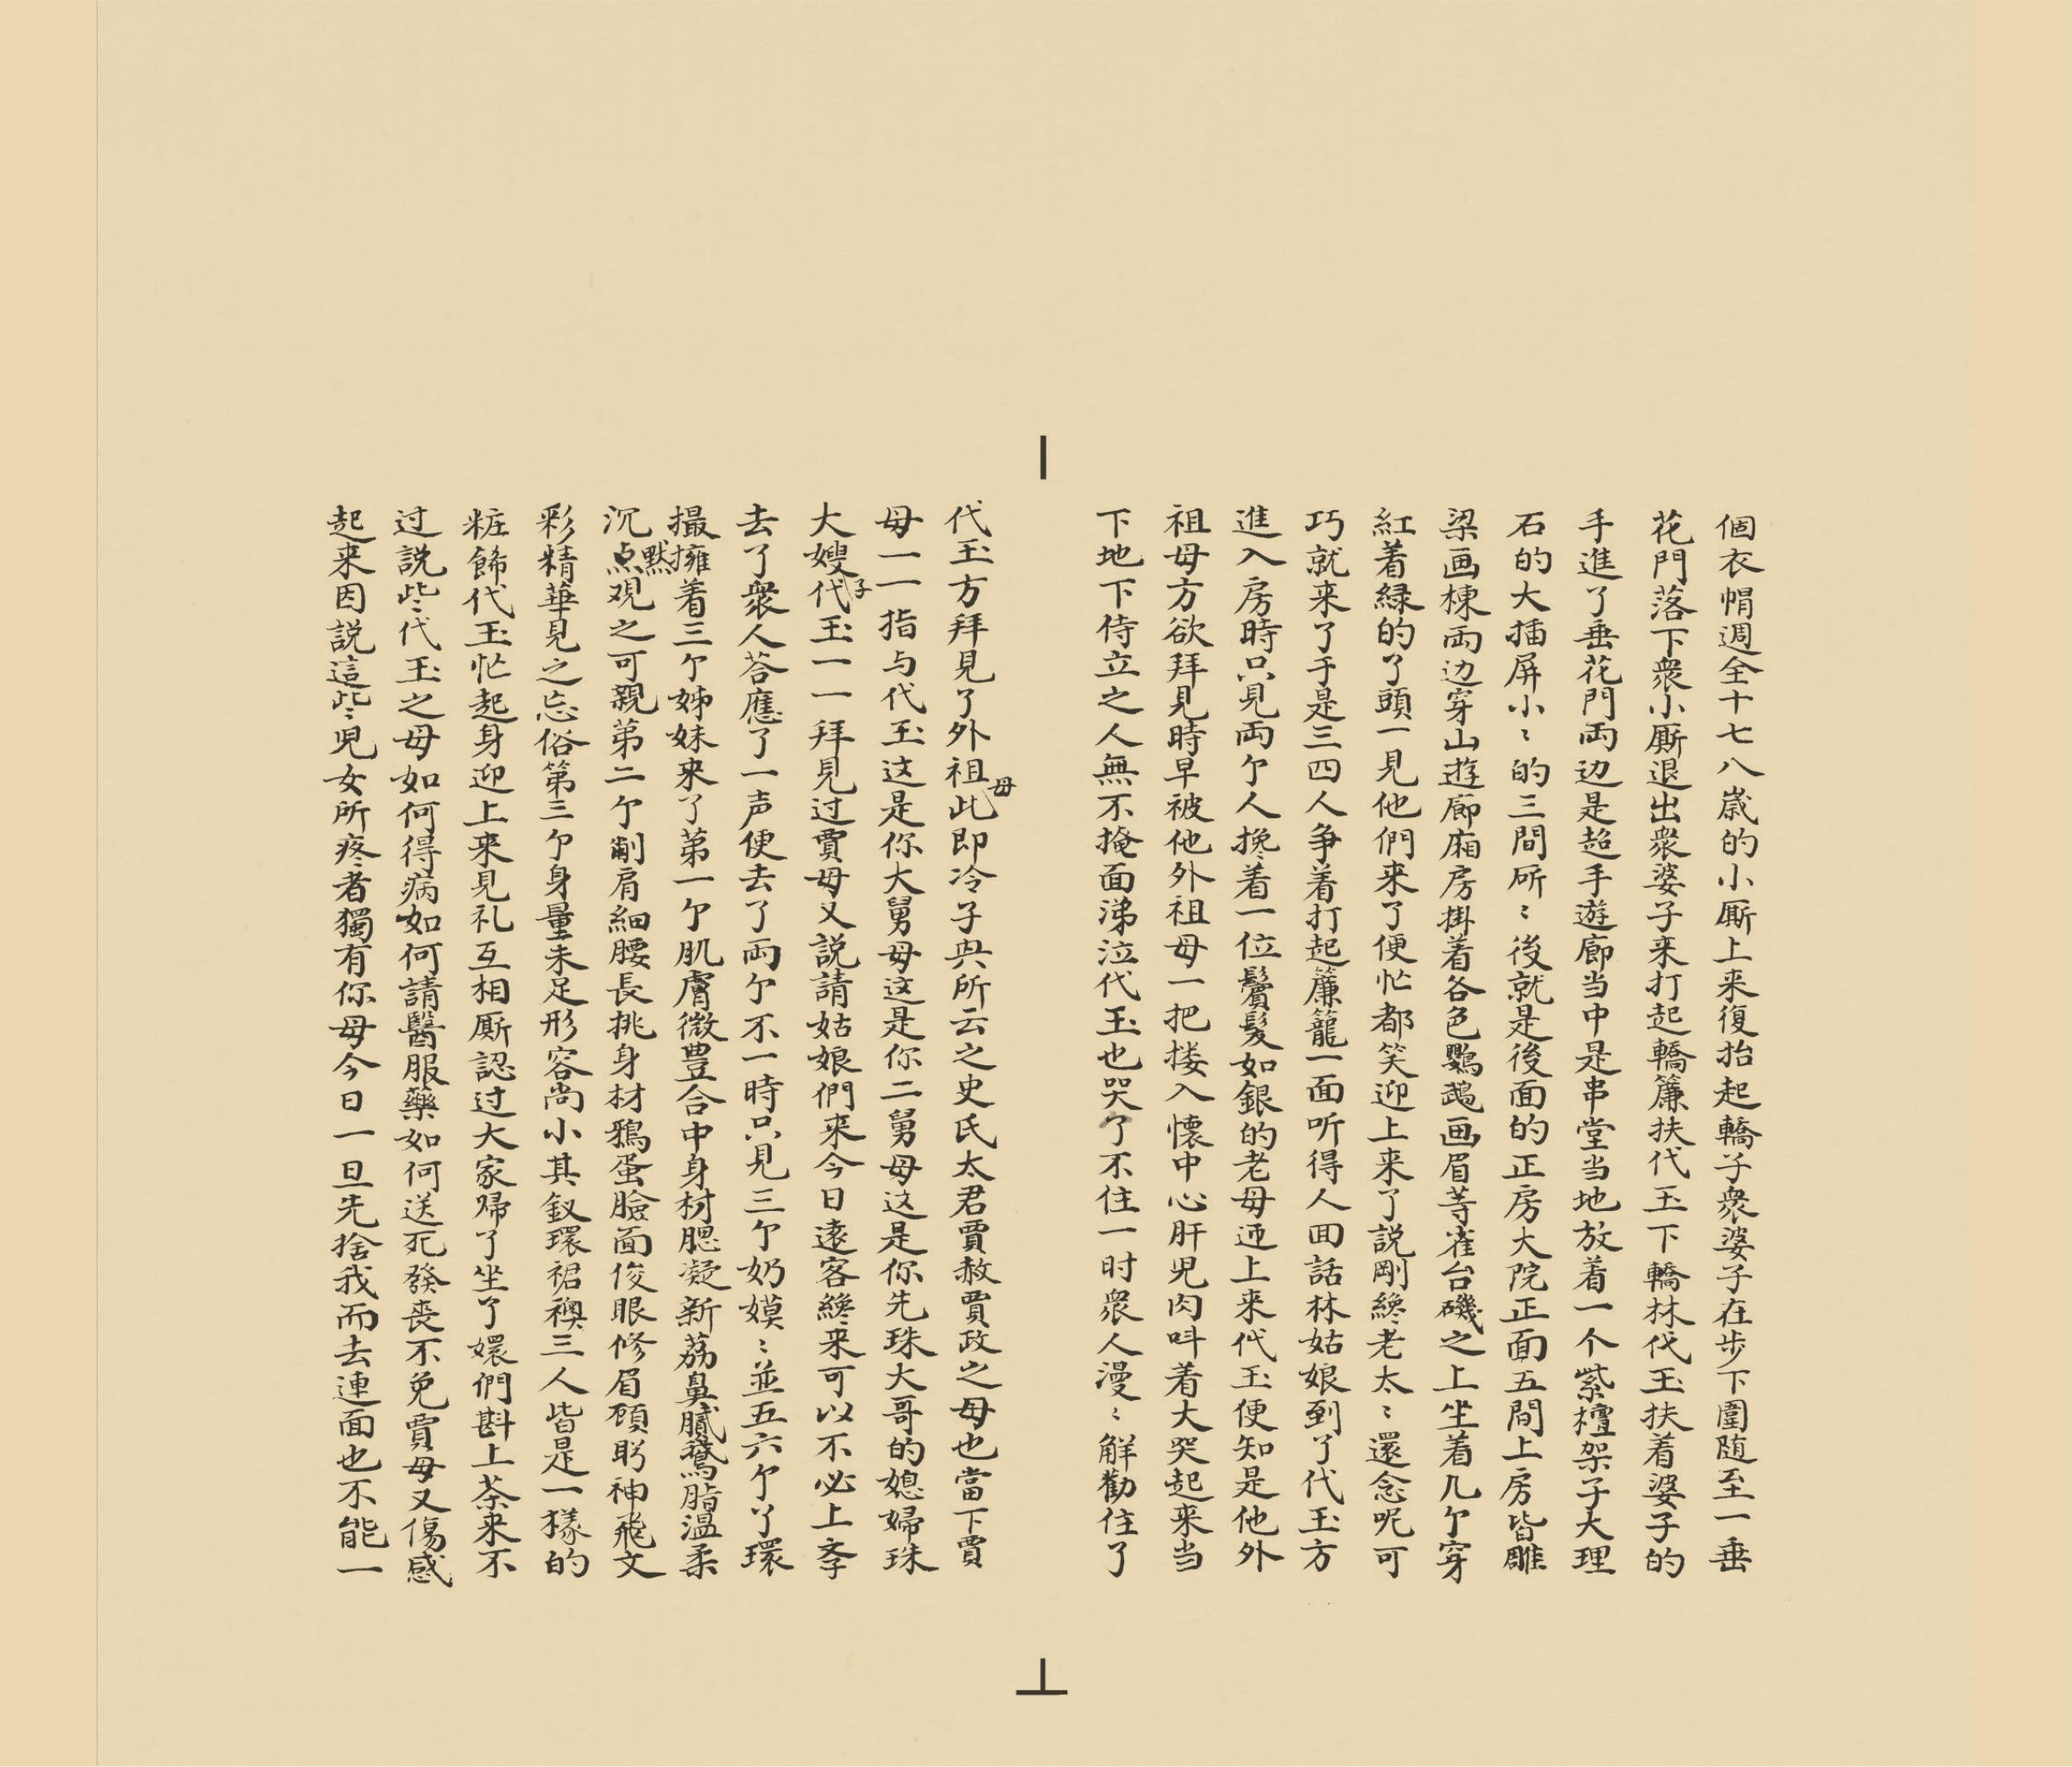 個衣帽週全十七八歲的小厮上来復抬起轎子衆婆子在步下圍随至一垂
花門落下衆小厮退出衆婆子来打起轎簾扶代玉下轎林代玉扶着婆子的
手進了垂花門両边是超手遊廊当中是串堂当地放着一个紫檀架子大理
石的大插屏小〻的三間厛〻後就是後面的正房大院正面五間上房皆雕
梁画棟両边穿山遊廊廂房掛着各色鸚鵡画眉等雀台磯之上坐着几个穿
紅着緑的了頭一見他們来了便忙都笑迎上来了説剛纔老太〻還念呢可
巧就来了于是三四人争着打起簾籠一面听得人回話林姑娘到了代玉方
進入房時只見両个人攙着一位鬢髮如銀的老母迊上来代玉便知是他外
祖母方欲拜見時早被他外祖母一把搂入懐中心肝児肉呌着大哭起来当
下地下侍立之人無不掩面涕泣代玉也哭了不住一时衆人漫〻解勸住了
代玉方拜見了外祖母此即冷子㒷所云之史氏太君賈赦賈政之母也當下賈
母一一指与代玉这是你大舅母这是你二舅母这是你先珠大哥的媳婦珠
大嫂子代玉一一拜見过賈母又説請姑娘們来今日遠客纔来可以不必上孝
去了衆人荅應了一声便去了両个不一時只見三个奶嫫〻並五六个丫環
撮擁着三个姊妹来了苐一个肌膚微豊合中身材腮凝新荔鼻膩鵞脂温柔
沉黙点观之可親苐二个削肩細腰長挑身材鴉蛋臉面俊眼修眉顧盼神飛文
彩精華見之忘俗第三个身量未足形容尚小其釵環裙襖三人皆是一樣的
粧餙代玉忙起身迎上来見礼互相厮認过大家歸了坐了嬛們斟上茶来不
过説些〻代玉之母如何得病如何請醫服藥如何送死發喪不免賈母又傷感
起来因説這些〻児女所疼者獨有你母今日一旦先捨我而去連面也不能一